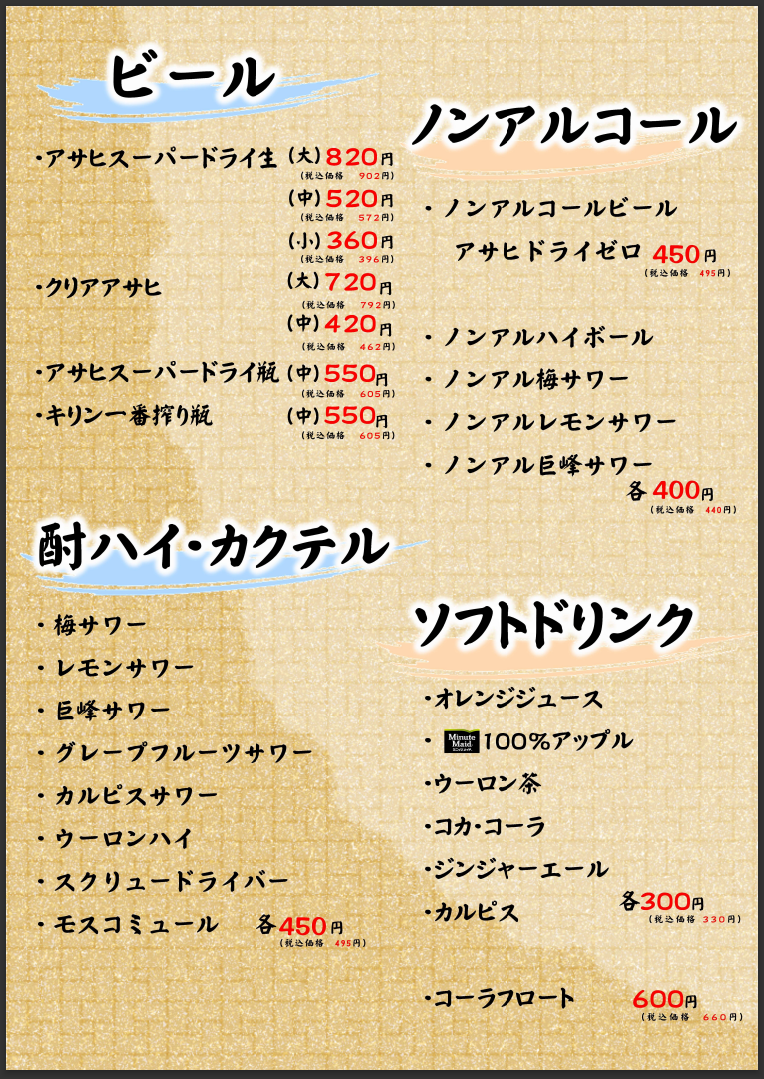 ビール
・アサヒスーパードライ生 (大) 820円
(税込価格 902円)
(中) 520円
(税込価格 572円)
(小) 360円
(税込価格 396円)
・クリアアサヒ (大) 720円
(税込価格 792円)
(中) 420円
(税込価格 462円)
・アサヒスーパードライ瓶 (中) 550円
(税込価格 605円)
・キリン一番搾り瓶 (中) 550円
(税込価格 605円)
酎ハイ・カクテル
・梅サワー
・レモンサワー
・巨峰サワー
・グレープフルーツサワー
・カルピスサワー
・ウーロンハイ
・スクリュードライバー
・モスコミュール 各450円
(税込価格 495円)
ノンアルコール
・ノンアルコールビール
アサヒドライゼロ 450円
(税込価格 495円)
・ノンアルハイボール
・ノンアル梅サワー
・ノンアルレモンサワー
・ノンアル巨峰サワー
各400円
(税込価格 440円)
ソフトドリンク
・オレンジジュース
・Minute Maid 100%アップル
・ウーロン茶
・コカ・コーラ
・ジンジャーエール
・カルピス 各300円
(税込価格 330円)
・コーラフロート 600円
(税込価格 660円)